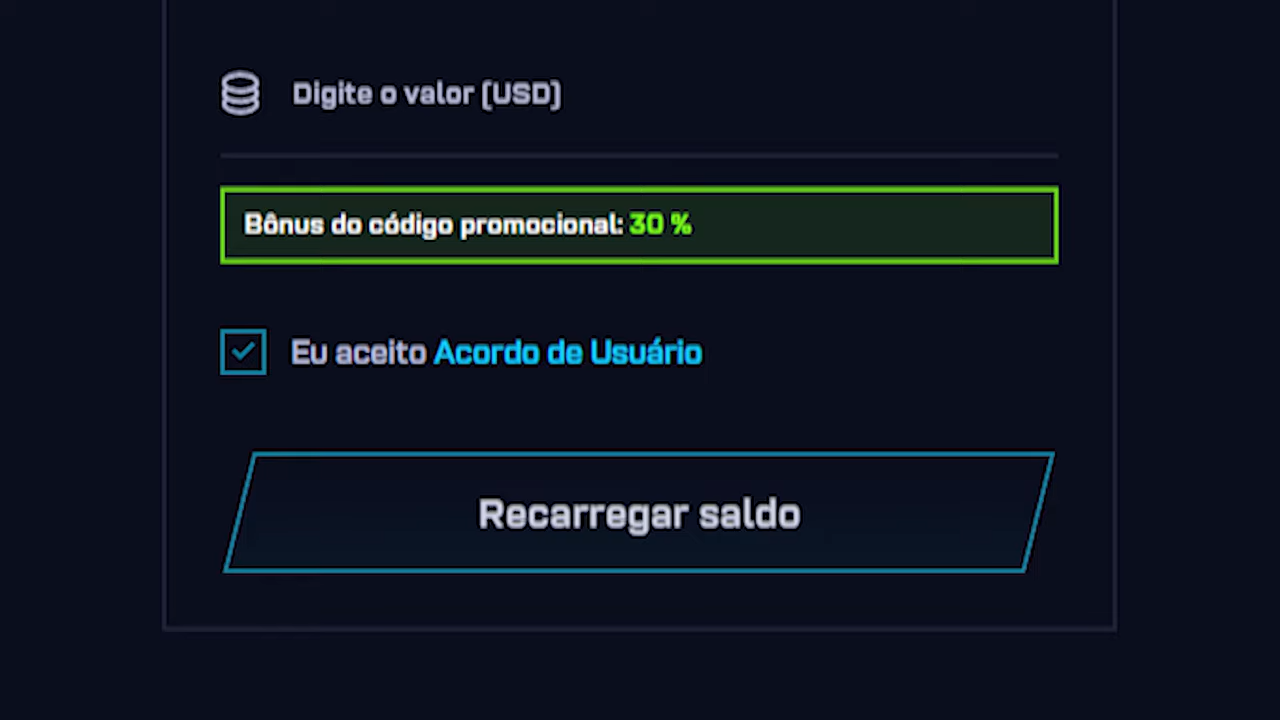 Digite o valor (USD)
Bônus do código promocional: 30 %
Eu aceito Acordo de Usuário
Recarregar saldo